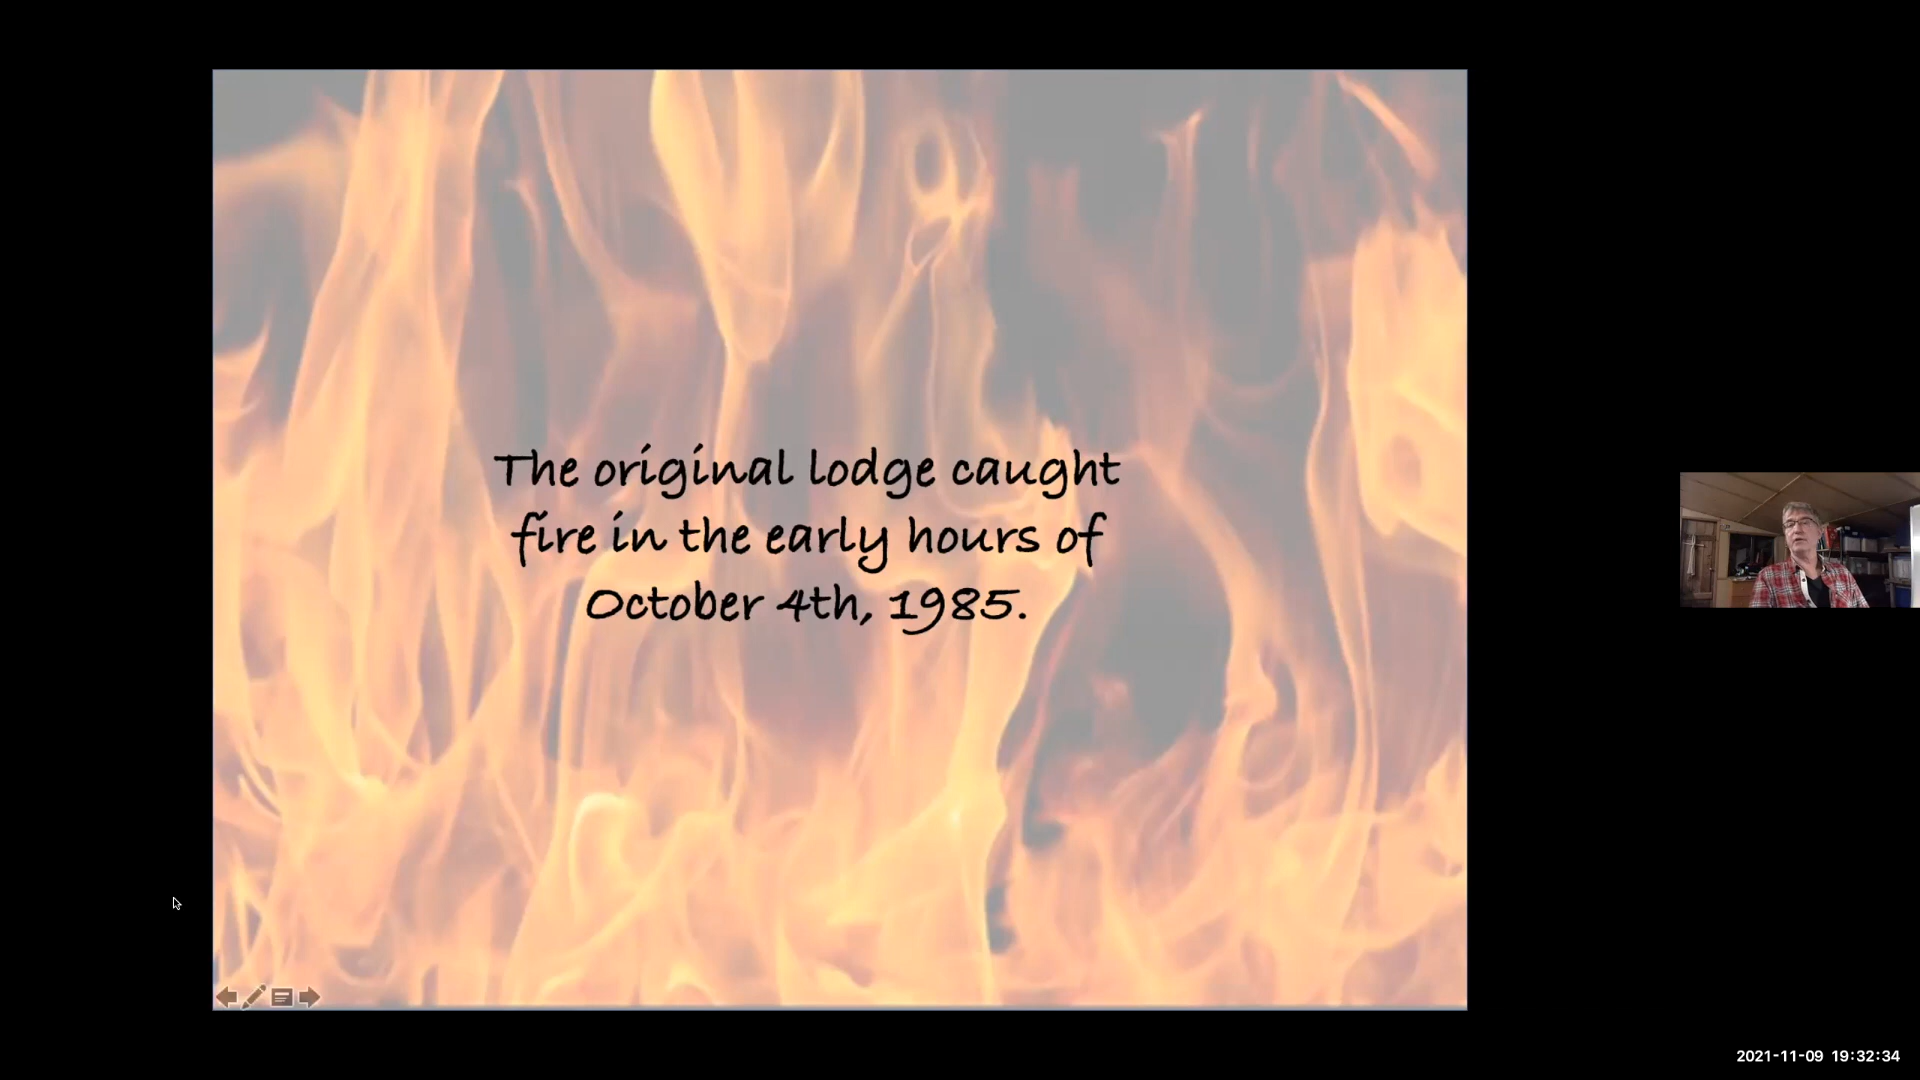 The original lodge caught
fire in the early hours of
October 4th, 1985.
2021-11-09 19:32:34